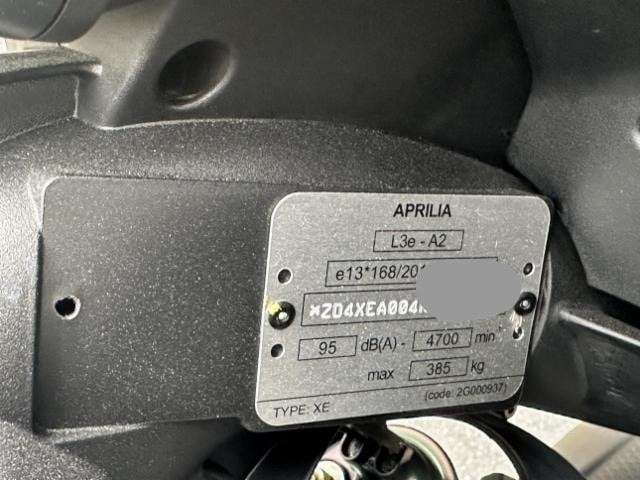 APRILIA
L3e - A2
e13*168/201
*ZD4XEA004
95 dB(A) - 4700 min
max 385 kg
TYPE: XE (code: 2G000937)